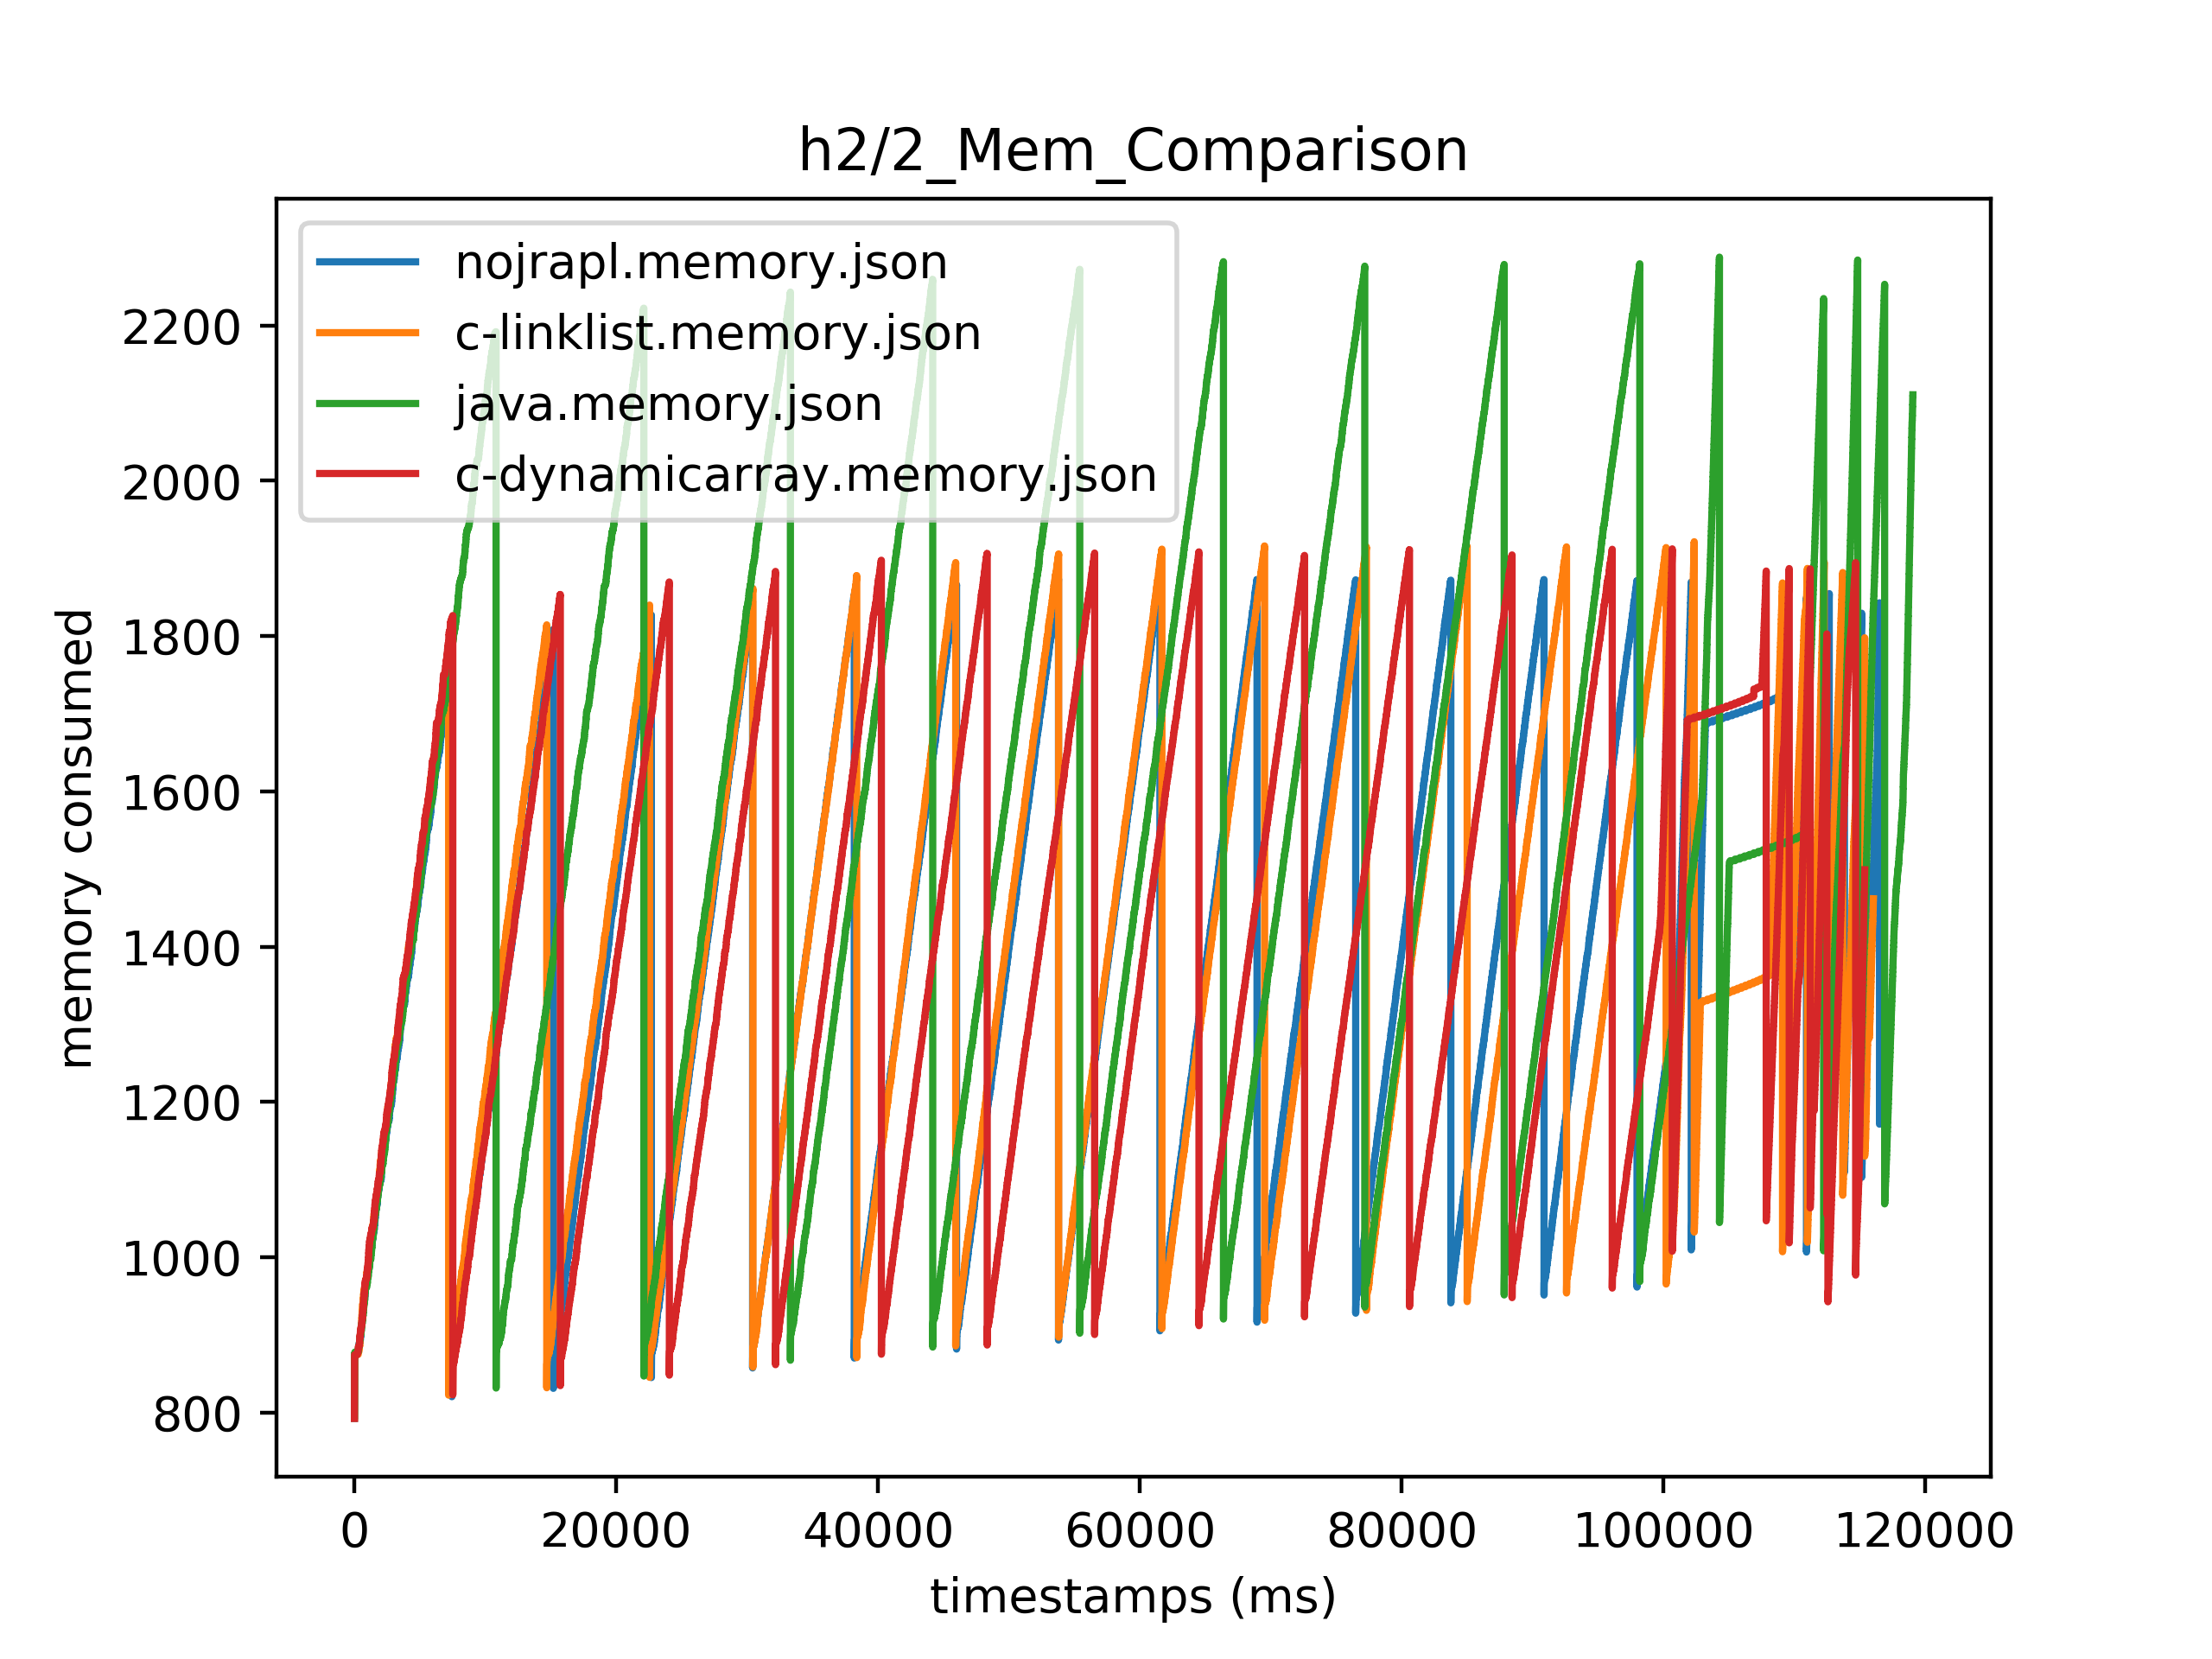 h2/2_Mem_Comparison
nojrapl.memory.json
c-linklist.memory.json
java.memory.json
c-dynamicarray.memory.json
memory consumed
2200
2000
1800
1600
1400
1200
1000
800
0 20000 40000 60000 80000 100000 120000
timestamps (ms)